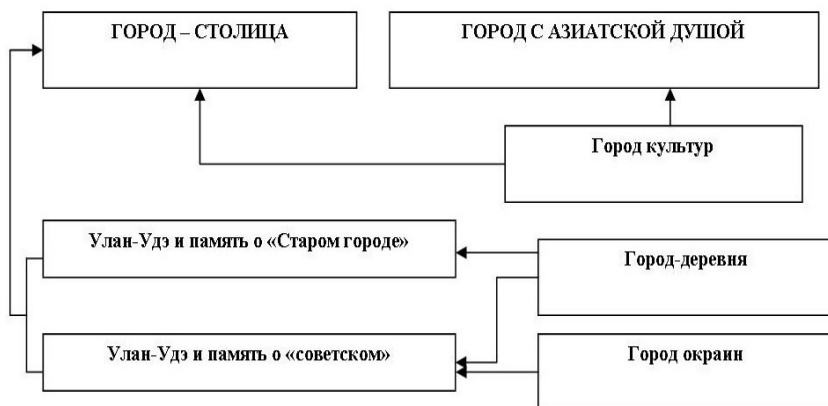 ГОРОД – СТОЛИЦА
ГОРОД С АЗИАТСКОЙ ДУШОЙ
Город культур
Улан-Удэ и память о «Старом городе»
Город-деревня
Улан-Удэ и память о «советском»
Город окраин